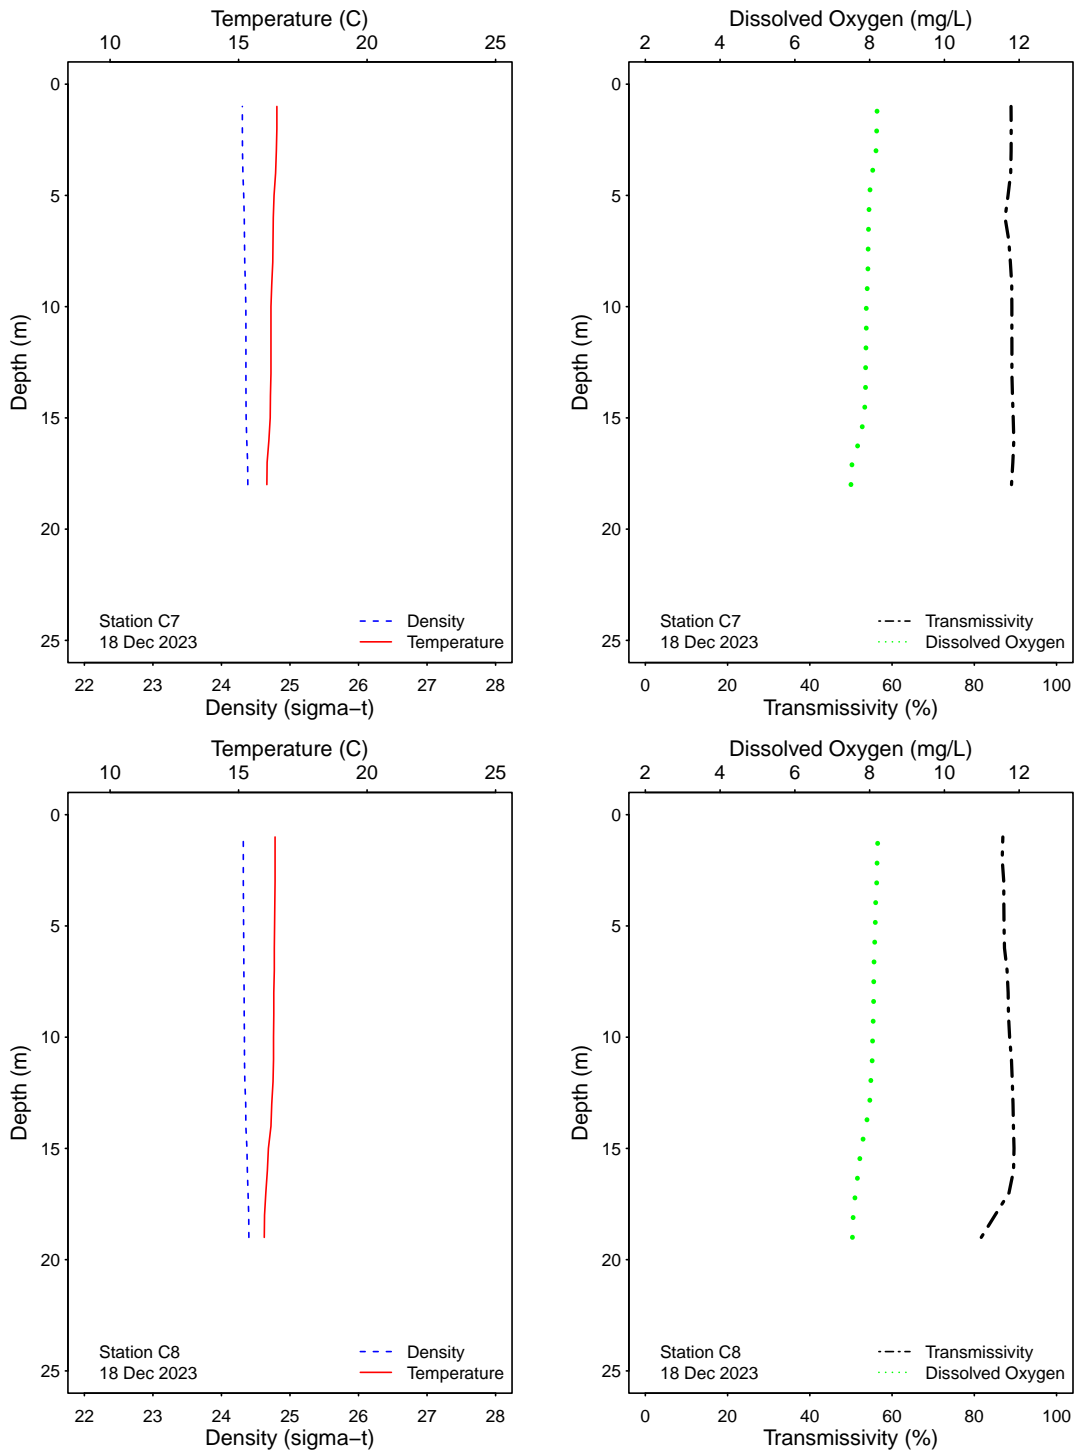 Temperature (C)
10 15 20 25
0
5
10
15
20
25
Depth (m)
Station C7
18 Dec 2023
Density
Temperature
22 23 24 25 26 27 28
Density (sigma−t)
Dissolved Oxygen (mg/L)
2 4 6 8 10 12
0
5
10
15
20
25
Depth (m)
Station C7
18 Dec 2023
Transmissivity
Dissolved Oxygen
0 20 40 60 80 100
Transmissivity (%)
Temperature (C)
10 15 20 25
0
5
10
15
20
25
Depth (m)
Station C8
18 Dec 2023
Density
Temperature
22 23 24 25 26 27 28
Density (sigma−t)
Dissolved Oxygen (mg/L)
2 4 6 8 10 12
0
5
10
15
20
25
Depth (m)
Station C8
18 Dec 2023
Transmissivity
Dissolved Oxygen
0 20 40 60 80 100
Transmissivity (%)